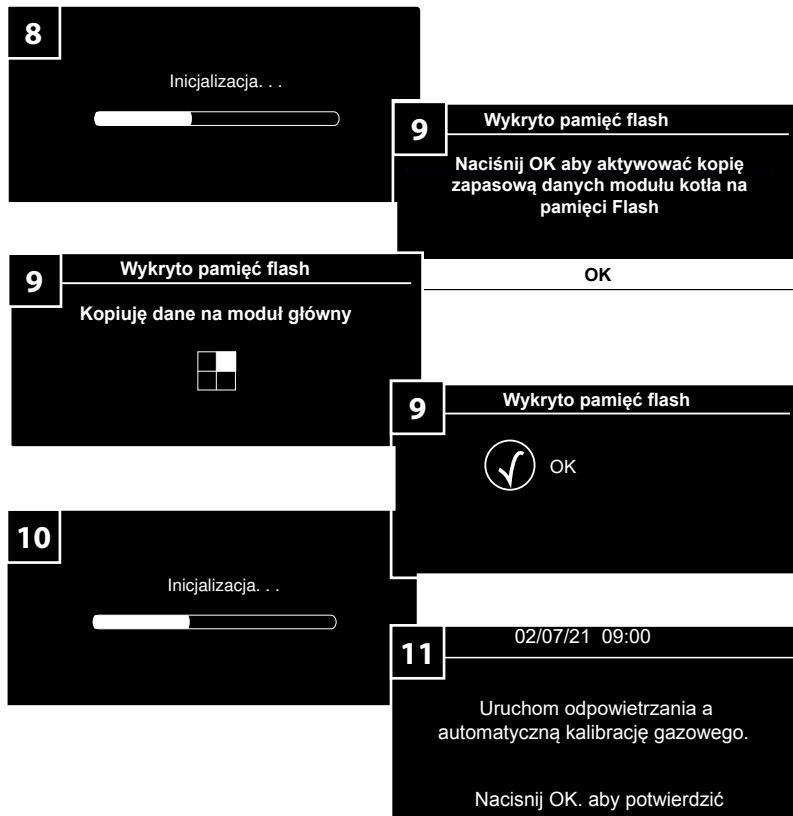 8
Inicjalizacja. . .
9
Wykryto pamięć flash
Naciśnij OK aby aktywować kopię
zapasową danych modułu kotła na
pamięci Flash
OK
9
Wykryto pamięć flash
Kopiuję dane na moduł główny
9
Wykryto pamięć flash
OK
10
Inicjalizacja. . .
11
02/07/21 09:00
Uruchom odpowietrzania a
automatyczną kalibrację gazowego.
Nacisnij OK. aby potwierdzić